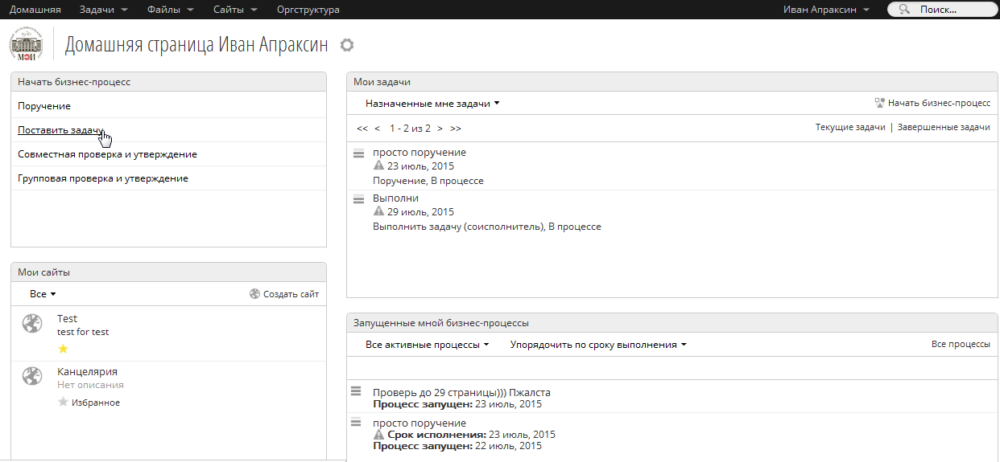 Домашняя Задачи Файлы Сайты Оргструктура Иван Апраксин Поиск...
1930
МЭИ
Домашняя страница Иван Апраксин
Начать бизнес-процесс
Поручение
Поставить задачу
Совместная проверка и утверждение
Групповая проверка и утверждение
Мои сайты
Все Создать сайт
Test
test for test
Канцелярия
Нет описания
Избранное
Мои задачи
Назначенные мне задачи Начать бизнес-процесс
<< < 1 - 2 из 2 > >> Текущие задачи | Завершенные задачи
просто поручение
23 июль, 2015
Поручение, В процессе
Выполни
29 июль, 2015
Выполнить задачу (соисполнитель), В процессе
Запущенные мной бизнес-процессы
Все активные процессы Упорядочить по сроку выполнения Все процессы
Проверь до 29 страницы))) Пжалста
Процесс запущен: 23 июль, 2015
просто поручение
Срок исполнения: 23 июль, 2015
Процесс запущен: 22 июль, 2015